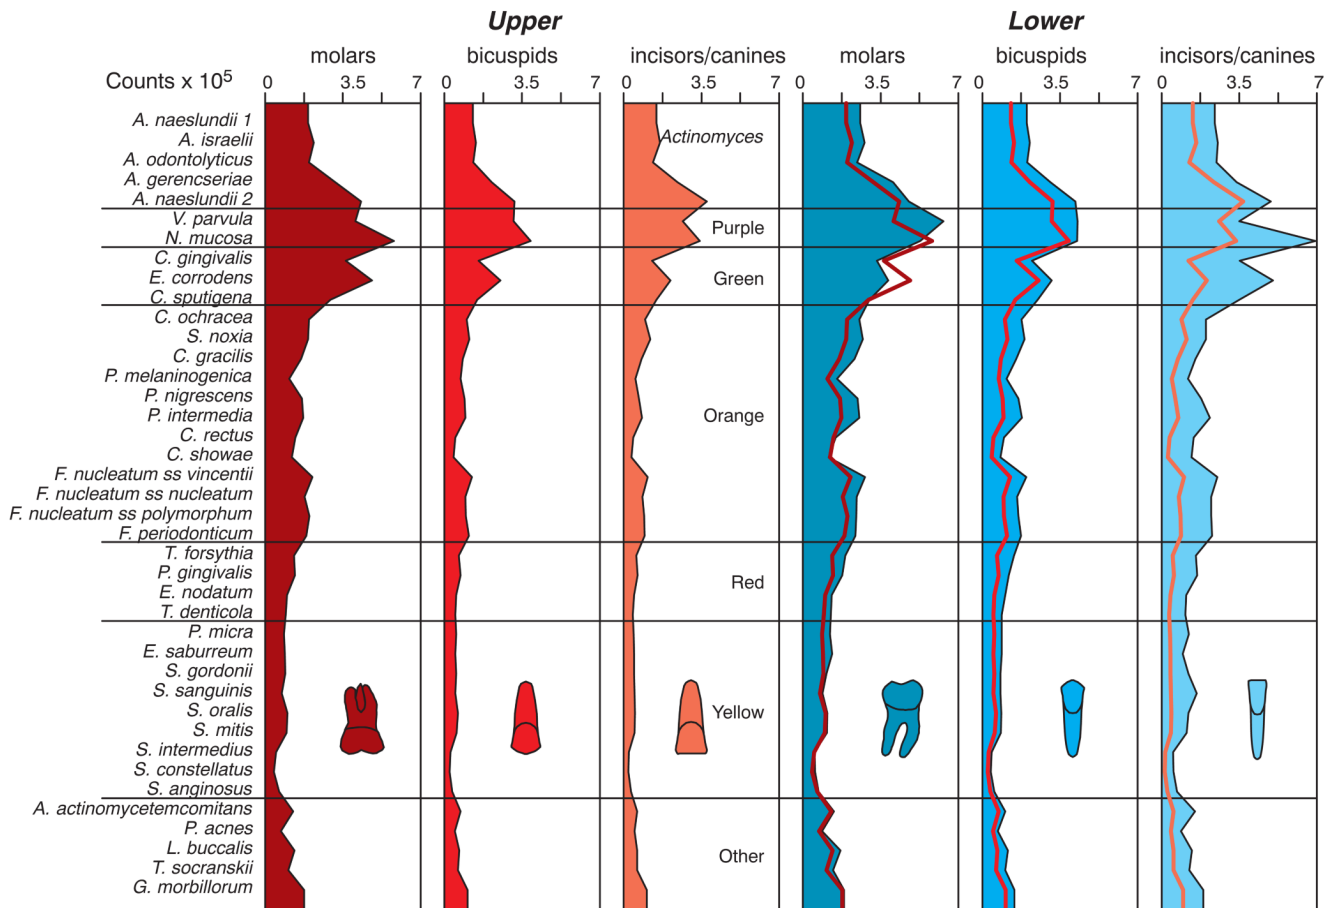 Upper Lower
molars bicuspids incisors/canines molars bicuspids incisors/canines
Counts x 10⁵ 0 3.5 7 0 3.5 7 0 3.5 7 0 3.5 7 0 3.5 7 0 3.5 7
A. naeslundii 1
A. israelii Actinomyces
A. odontolyticus
A. gerencseriae
A. naeslundii 2
V. parvula Purple
N. mucosa
C. gingivalis
E. corrodens Green
C. sputigena
C. ochracea
S. noxia
C. gracilis
P. melaninogenica
P. nigrescens
P. intermedia Orange
C. rectus
C. showae
F. nucleatum ss vincentii
F. nucleatum ss nucleatum
F. nucleatum ss polymorphum
F. periodonticum
T. forsythia
P. gingivalis Red
E. nodatum
T. denticola
P. micra
E. saburreum
S. gordonii
S. sanguinis
S. oralis Yellow
S. mitis
S. intermedius
S. constellatus
S. anginosus
A. actinomycetemcomitans
P. acnes
L. buccalis Other
T. socranskii
G. morbillorum